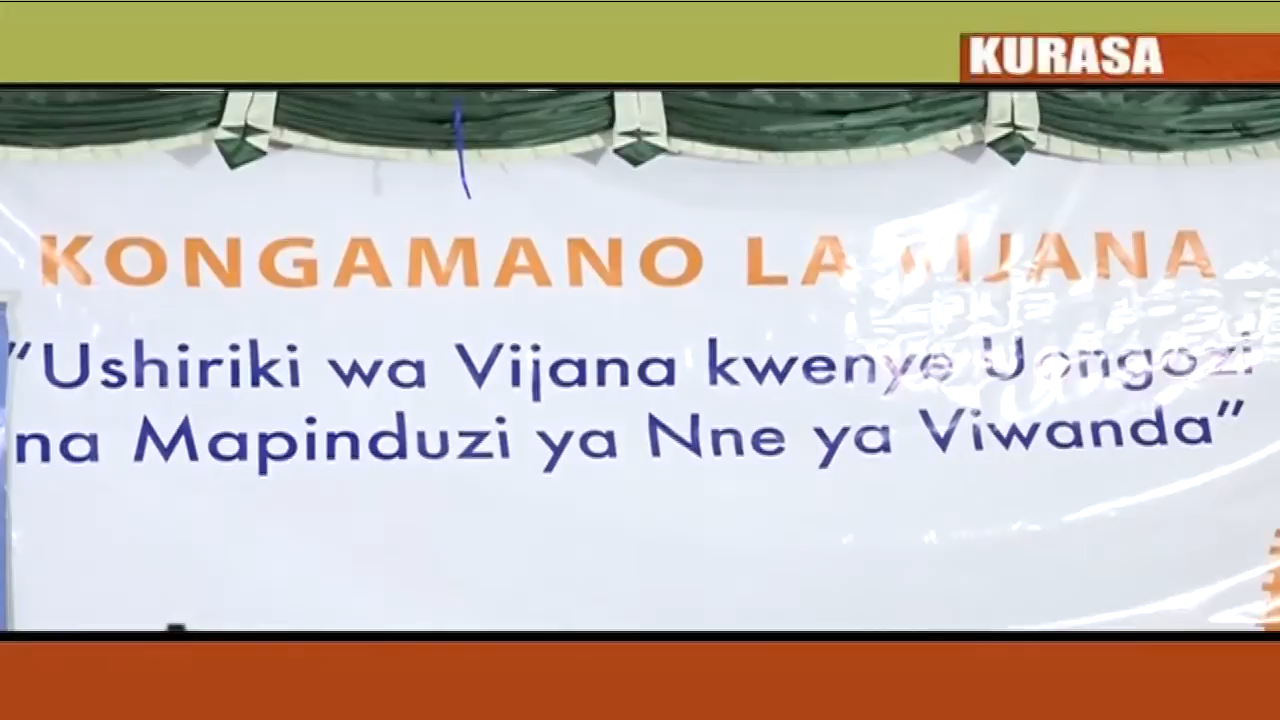 KURASA
KONGAMANO LA VIJANA
"Ushiriki wa Vijana kwenye Uongozi
na Mapinduzi ya Nne ya Viwanda"